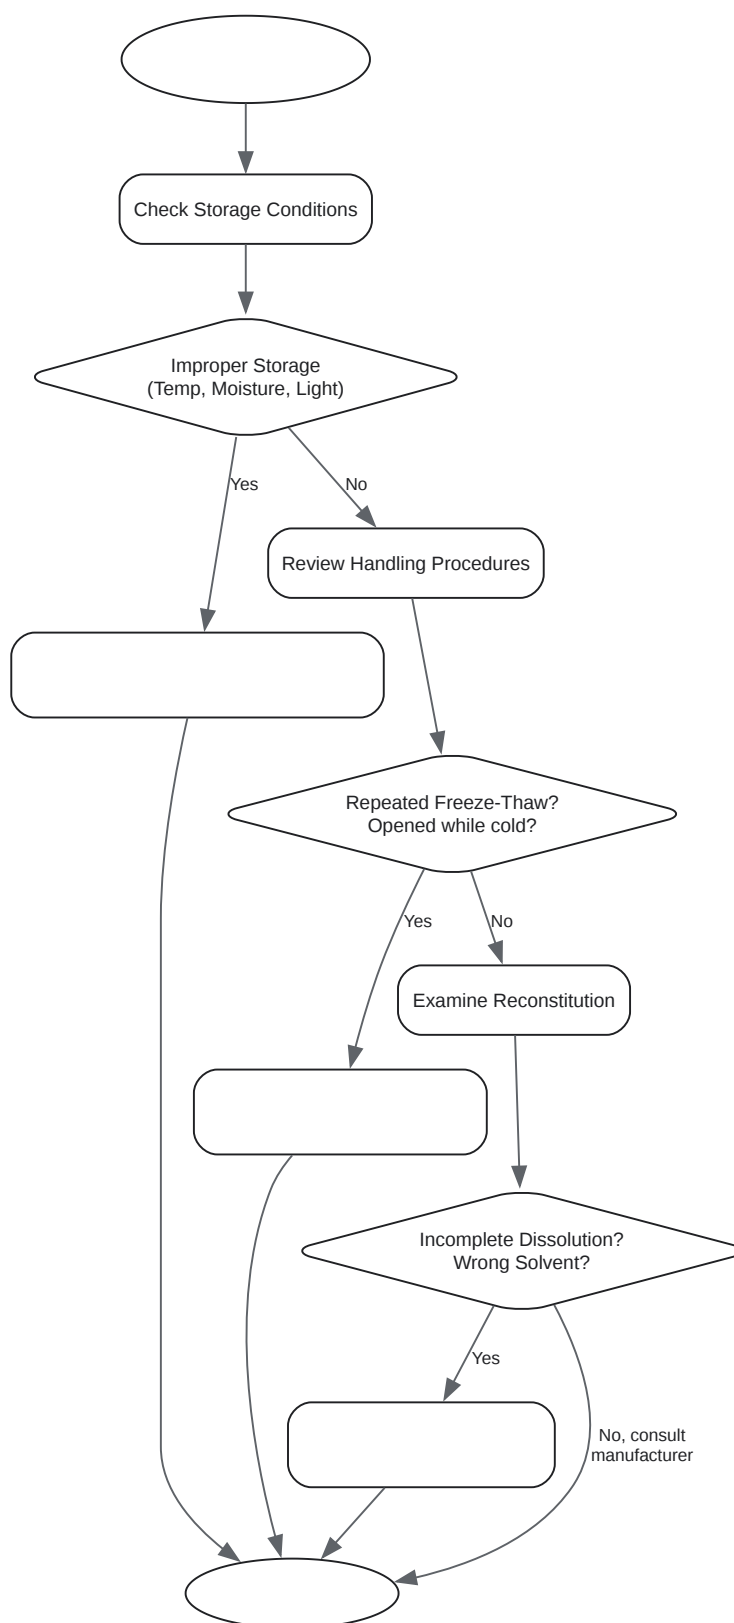 Check Storage Conditions
Improper Storage
(Temp, Moisture, Light)
Yes
No
Review Handling Procedures
Repeated Freeze-Thaw?
Opened while cold?
Yes
No
Examine Reconstitution
Incomplete Dissolution?
Wrong Solvent?
Yes
No, consult
manufacturer